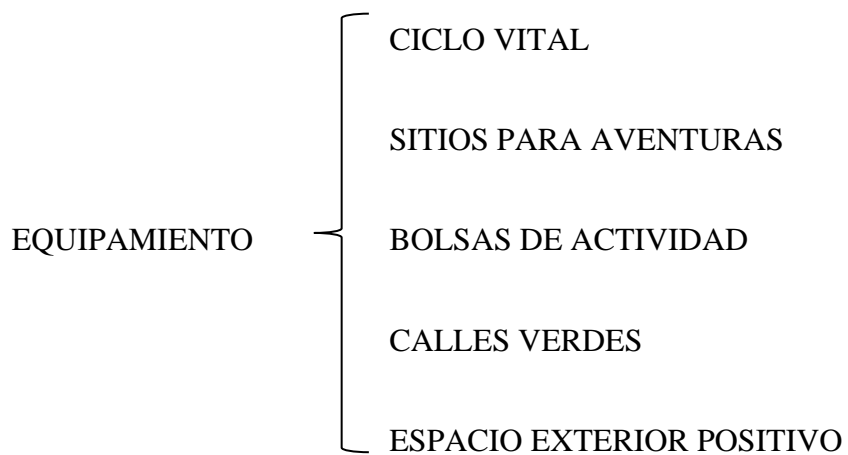 CICLO VITAL
SITIOS PARA AVENTURAS
EQUIPAMIENTO
BOLSAS DE ACTIVIDAD
CALLES VERDES
ESPACIO EXTERIOR POSITIVO